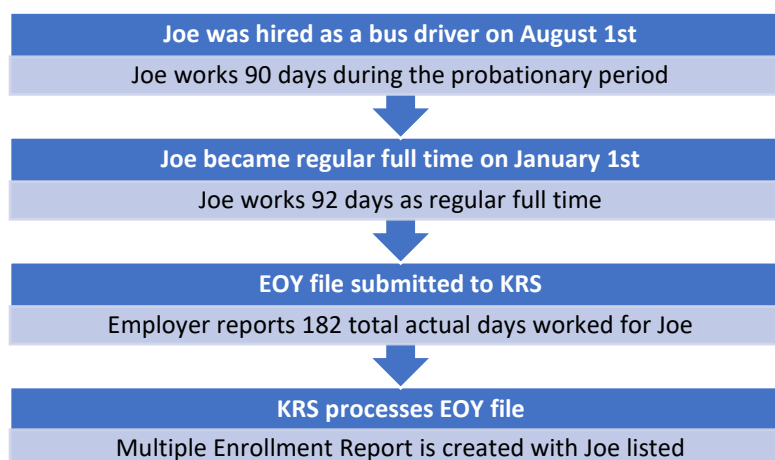 Joe was hired as a bus driver on August 1st
Joe works 90 days during the probationary period
Joe became regular full time on January 1st
Joe works 92 days as regular full time
EOY file submitted to KRS
Employer reports 182 total actual days worked for Joe
KRS processes EOY file
Multiple Enrollment Report is created with Joe listed